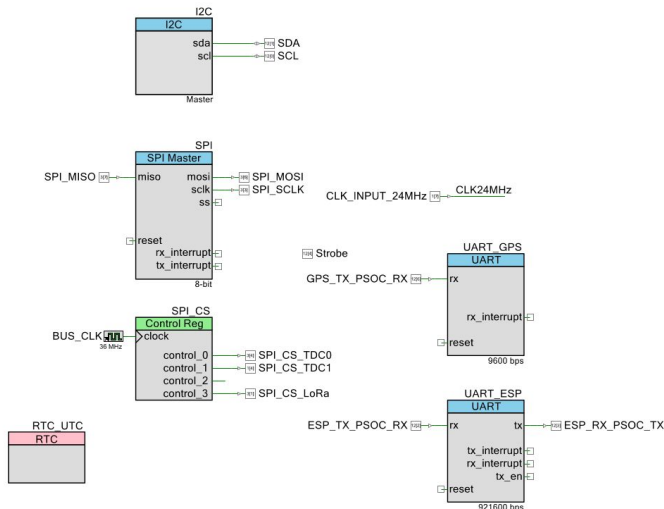 I2C
I2C
sda
SDA
scl
SCL
Master
SPI
SPI Master
SPI_MISO
miso
mosi
SPI_MOSI
sclk
SPI_SCLK
ss
reset
rx_interrupt
tx_interrupt
8-bit
CLK_INPUT_24MHz
CLK24MHz
Strobe
UART_GPS
UART
GPS_TX_PSOC_RX
rx
rx_interrupt
reset
9600 bps
SPI_CS
Control Reg
BUS_CLK
36 MHz
clock
control_0
SPI_CS_TDC0
control_1
SPI_CS_TDC1
control_2
control_3
SPI_CS_LoRa
RTC_UTC
RTC
UART_ESP
UART
ESP_TX_PSOC_RX
rx
tx
ESP_RX_PSOC_TX
tx_interrupt
rx_interrupt
tx_en
reset
921600 bps